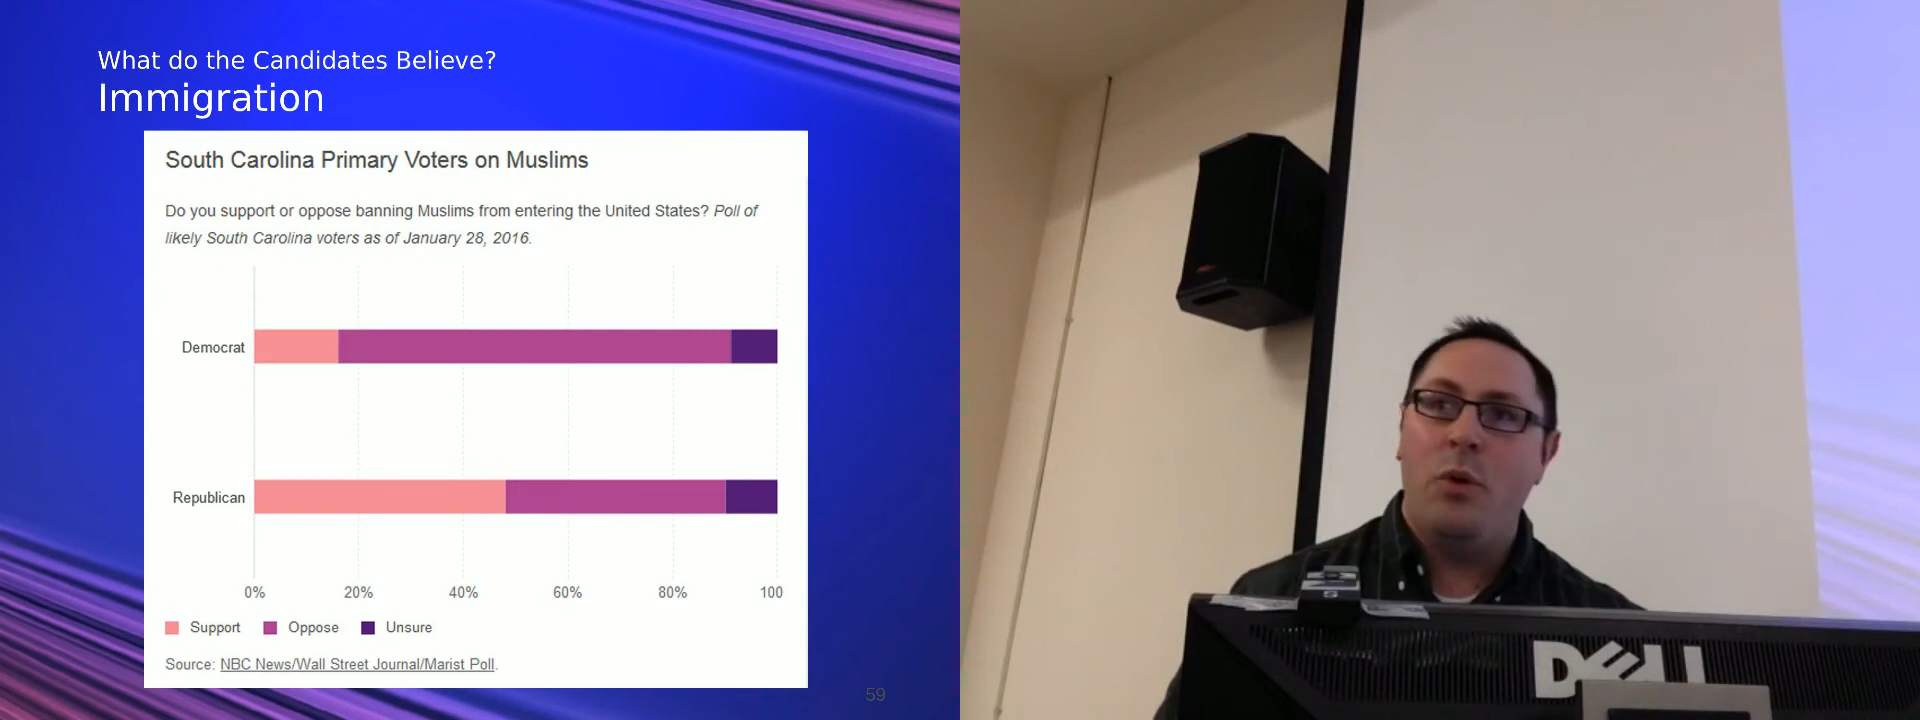 What do the Candidates Believe?
Immigration
South Carolina Primary Voters on Muslims
Do you support or oppose banning Muslims from entering the United States? Poll of
likely South Carolina voters as of January 28, 2016.
Democrat
Republican
0% 20% 40% 60% 80% 100
Support Oppose Unsure
Source: NBC News/Wall Street Journal/Marist Poll.
59
DELL